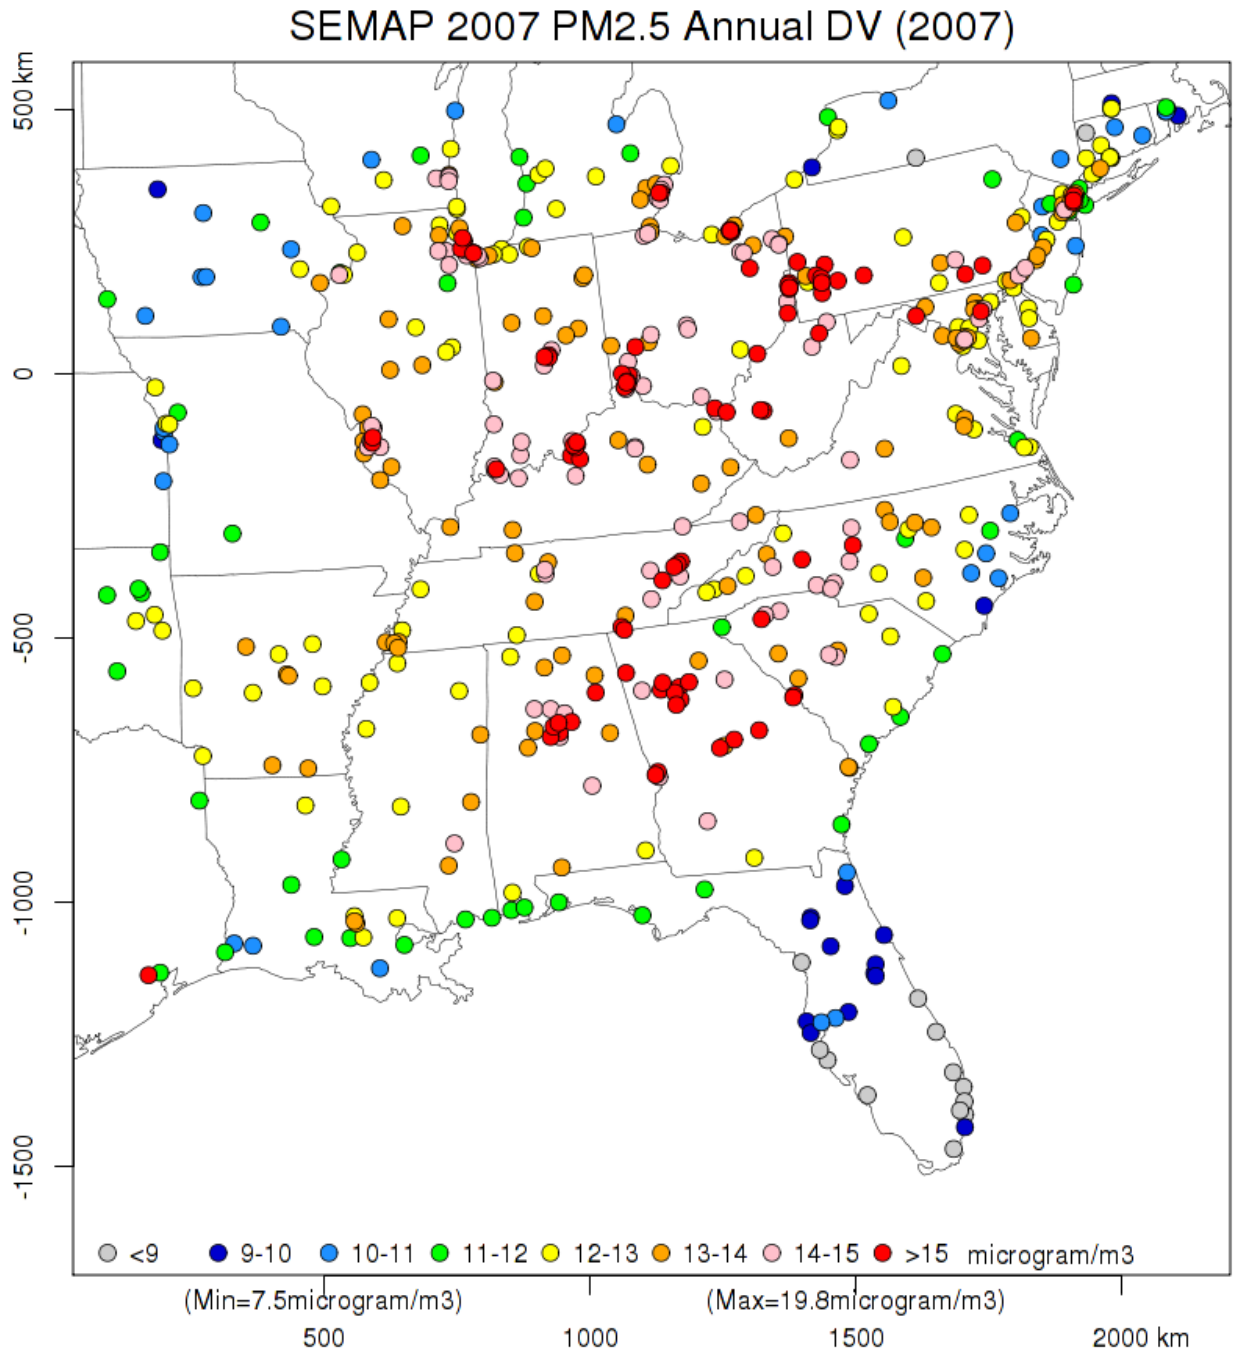 SEMAP 2007 PM2.5 Annual DV (2007)
500 km
0
-500
-1000
-1500
<9 9-10 10-11 11-12 12-13 13-14 14-15 >15 microgram/m3
(Min=7.5microgram/m3) (Max=19.8microgram/m3)
500 1000 1500 2000 km